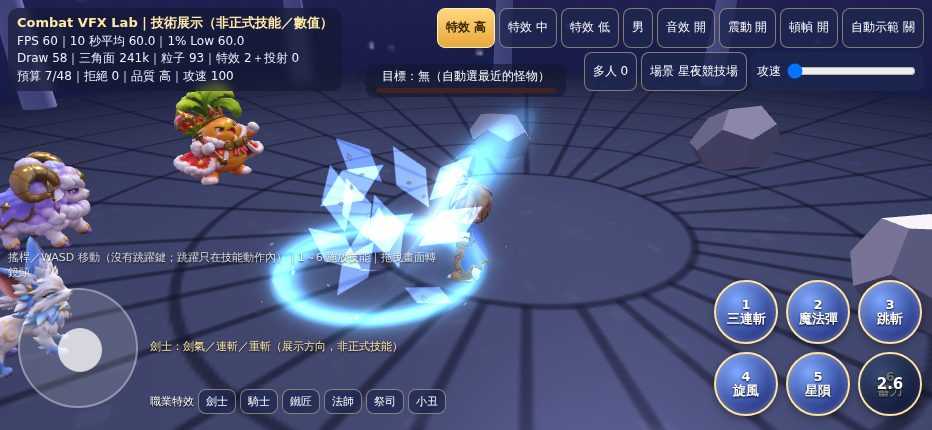 Combat VFX Lab｜技術展示（非正式技能／數值）
FPS 60｜10 秒平均 60.0｜1% Low 60.0
Draw 58｜三角面 241k｜粒子 93｜特效 2＋投射 0
預算 7/48｜拒絕 0｜品質 高｜攻速 100
特效 高
特效 中
特效 低
男
音效 開
震動 開
頓幀 開
自動示範 關
多人 0
場景 星夜競技場
攻速
目標：無（自動選最近的怪物）
搖桿／WASD 移動（沒有跳躍鍵；跳躍只在技能動作內）｜1～6 施放技能｜拖曳畫面轉
鏡頭
1
三連斬
2
魔法彈
3
跳斬
4
旋風
5
星隕
6
2.6
劍士：劍氣／連斬／重斬（展示方向，非正式技能）
職業特效
劍士
騎士
鐵匠
法師
祭司
小丑